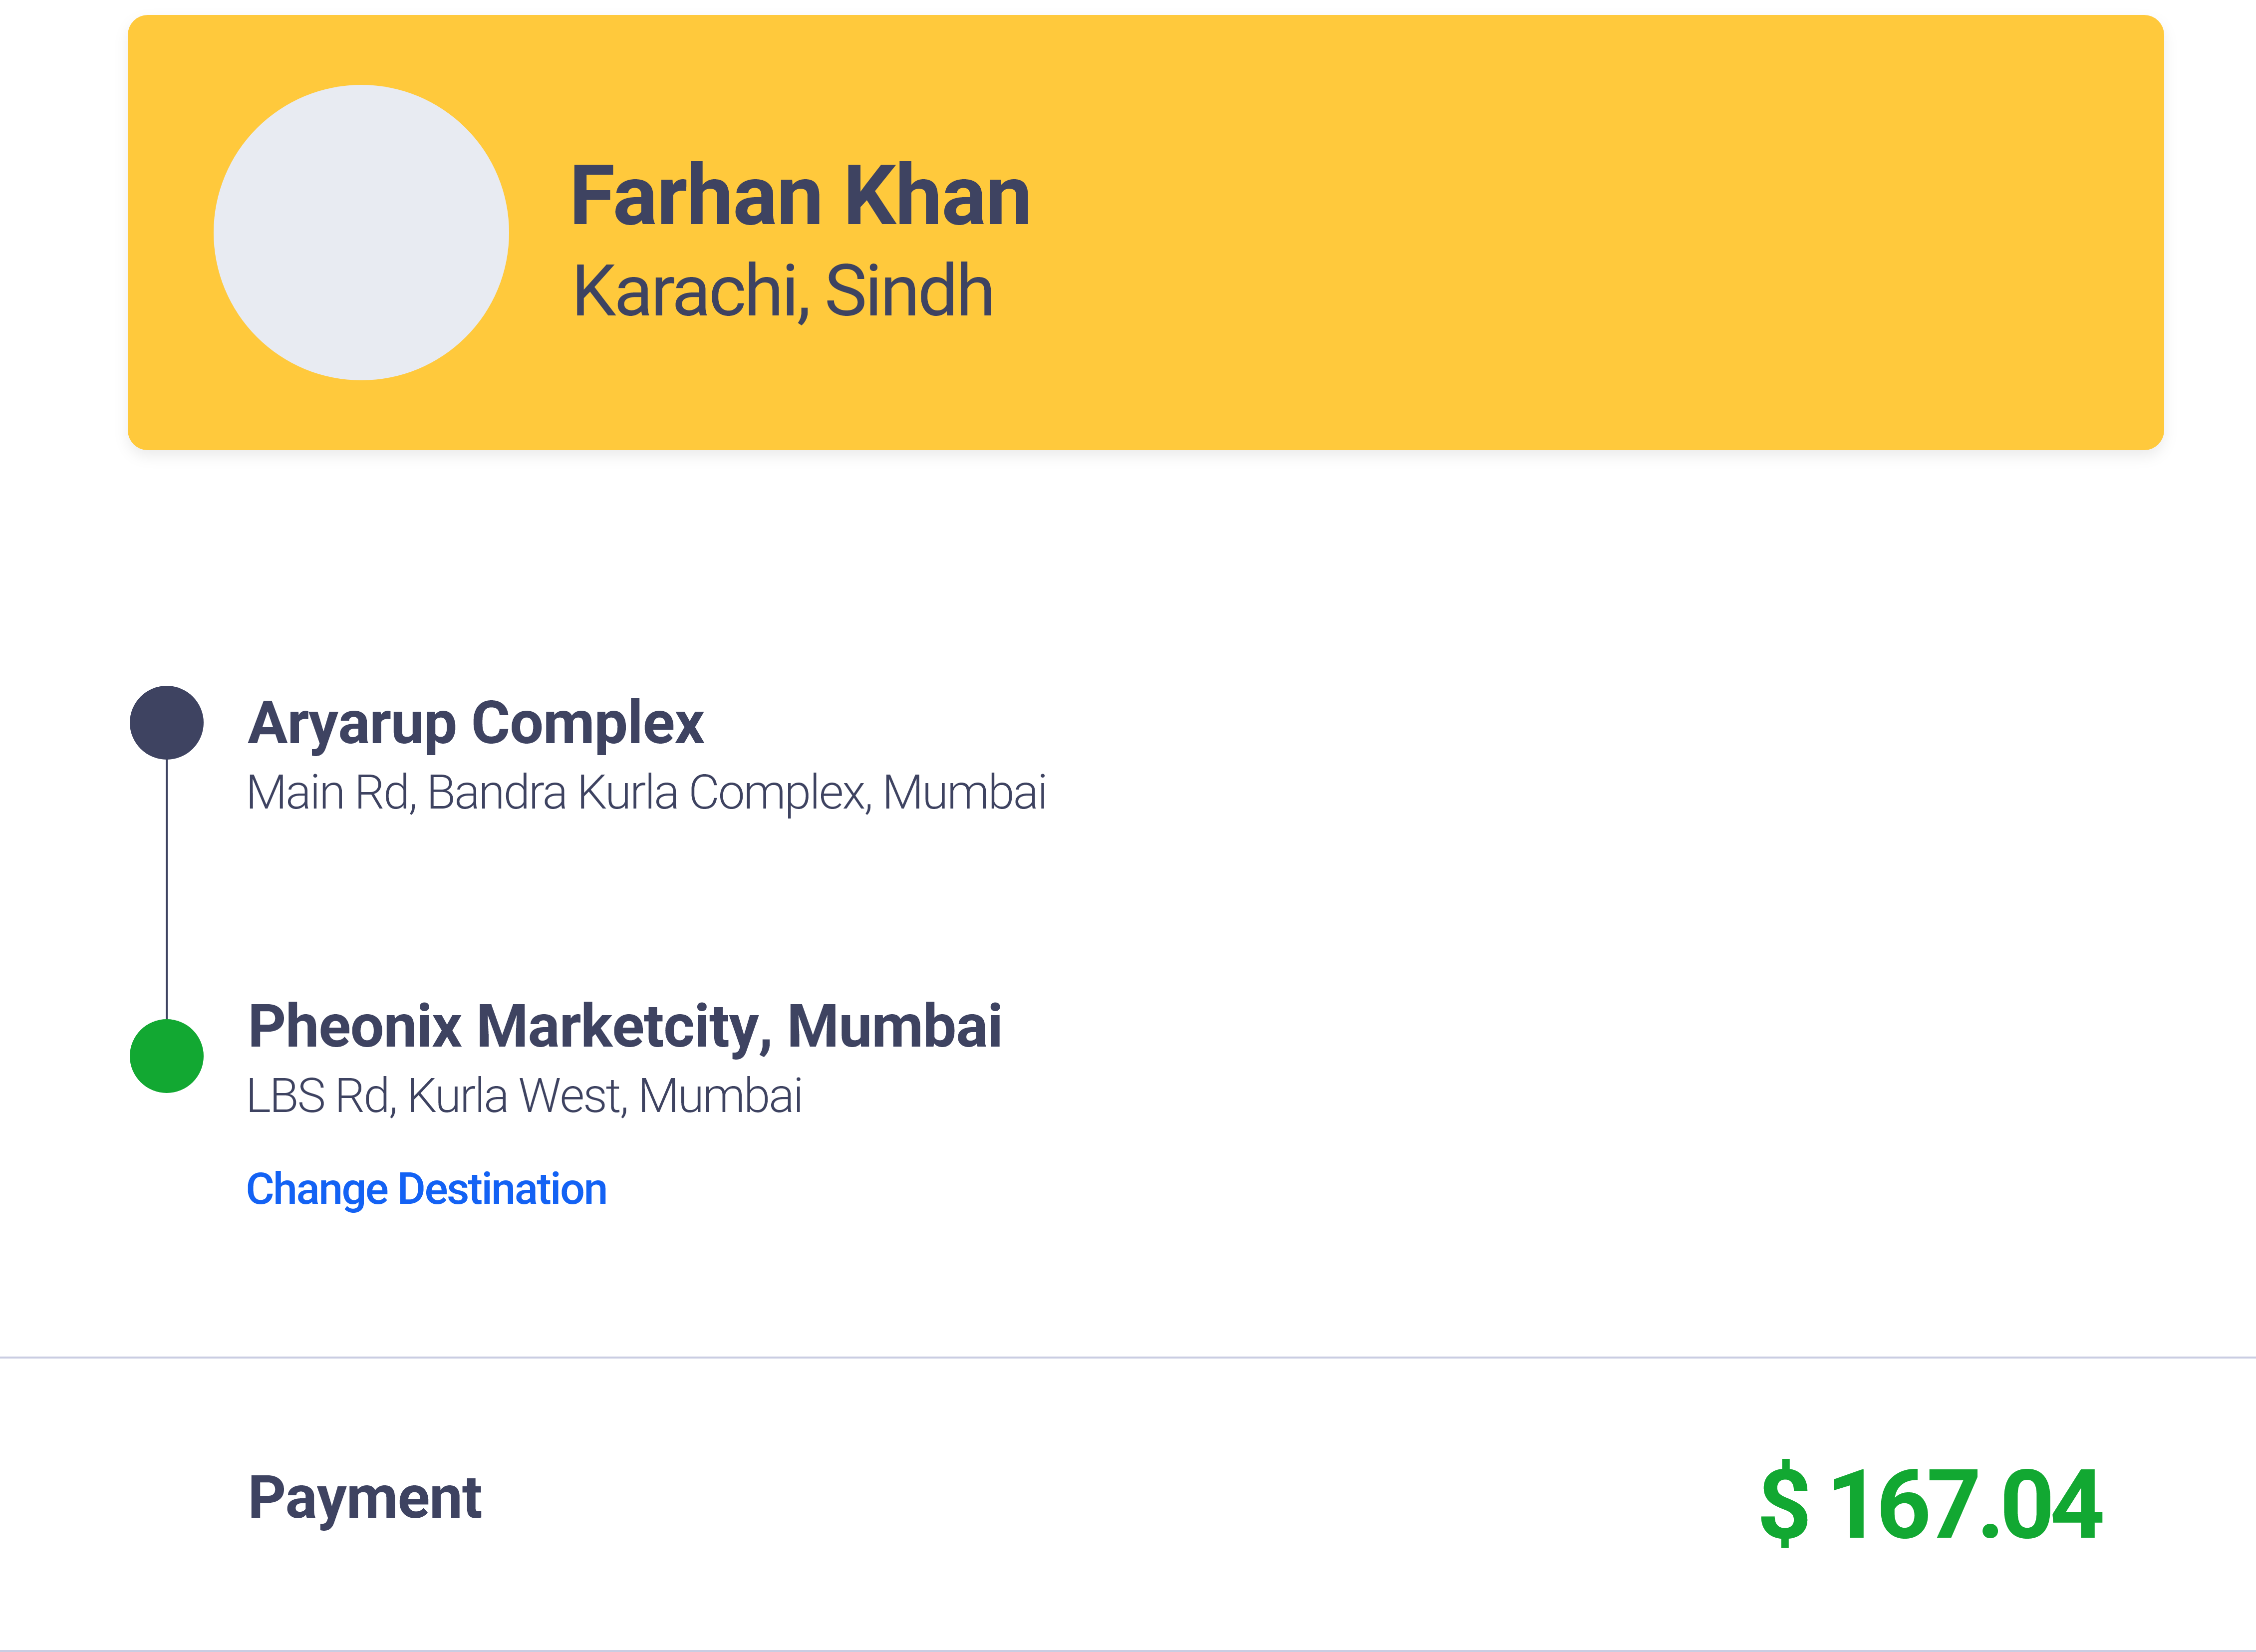 Farhan Khan
Karachi, Sindh
Aryarup Complex
Main Rd, Bandra Kurla Complex, Mumbai
Pheonix Marketcity, Mumbai
LBS Rd, Kurla West, Mumbai
Change Destination
Payment
$ 167.04